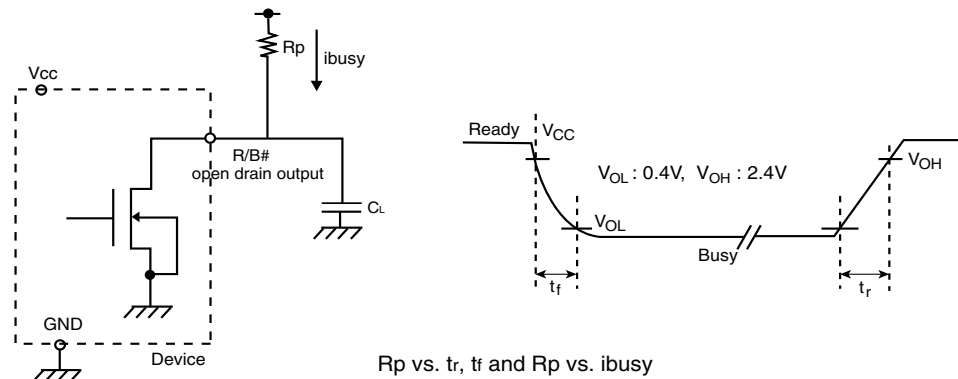 Rp
ibusy
Vcc
R/B#
open drain output
CL
GND
Device
Ready
VCC
VOL : 0.4V, VOH : 2.4V
VOH
VOL
Busy
tf
tr
Rp vs. tr, tf and Rp vs. ibusy